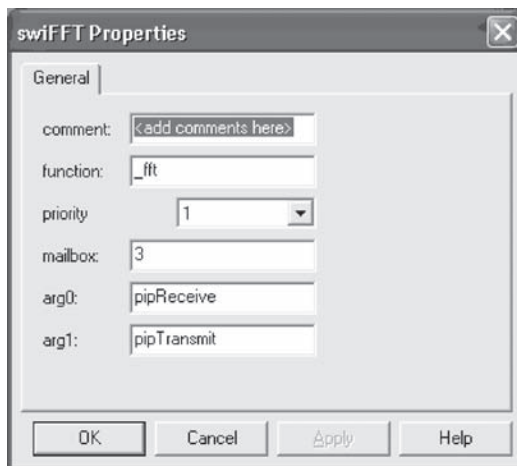 swiFFT Properties
General
comment: <add comments here>
function: _fft
priority 1
mailbox: 3
arg0: pipReceive
arg1: pipTransmit
OK Cancel Apply Help